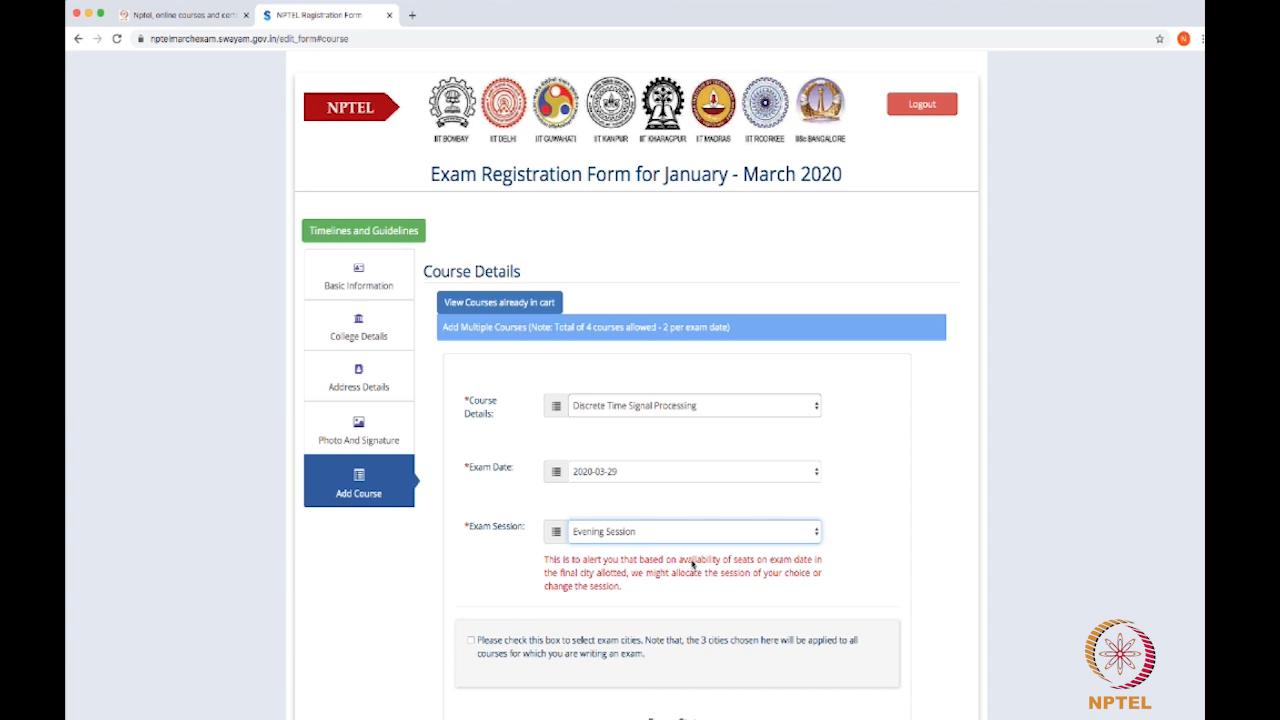 Nptel, online courses and cert
NPTEL Registration Form
nptelmarchexam.swayam.gov.in/edit_form#course
N
NPTEL
IIT BOMBAY
IIT DELHI
IIT GUWAHATI
IIT KANPUR
IIT KHARAGPUR
IIT MADRAS
IIT ROORKEE
IISc BANGALORE
Logout
Exam Registration Form for January - March 2020
Timelines and Guidelines
Basic Information
College Details
Address Details
Photo And Signature
Add Course
Course Details
View Courses already in cart
Add Multiple Courses (Note: Total of 4 courses allowed - 2 per exam date)
*Course
Details:
Discrete Time Signal Processing
*Exam Date:
2020-03-29
*Exam Session:
Evening Session
This is to alert you that based on availability of seats on exam date in
the final city allotted, we might allocate the session of your choice or
change the session.
Please check this box to select exam cities. Note that, the 3 cities chosen here will be applied to all
courses for which you are writing an exam.
NPTEL